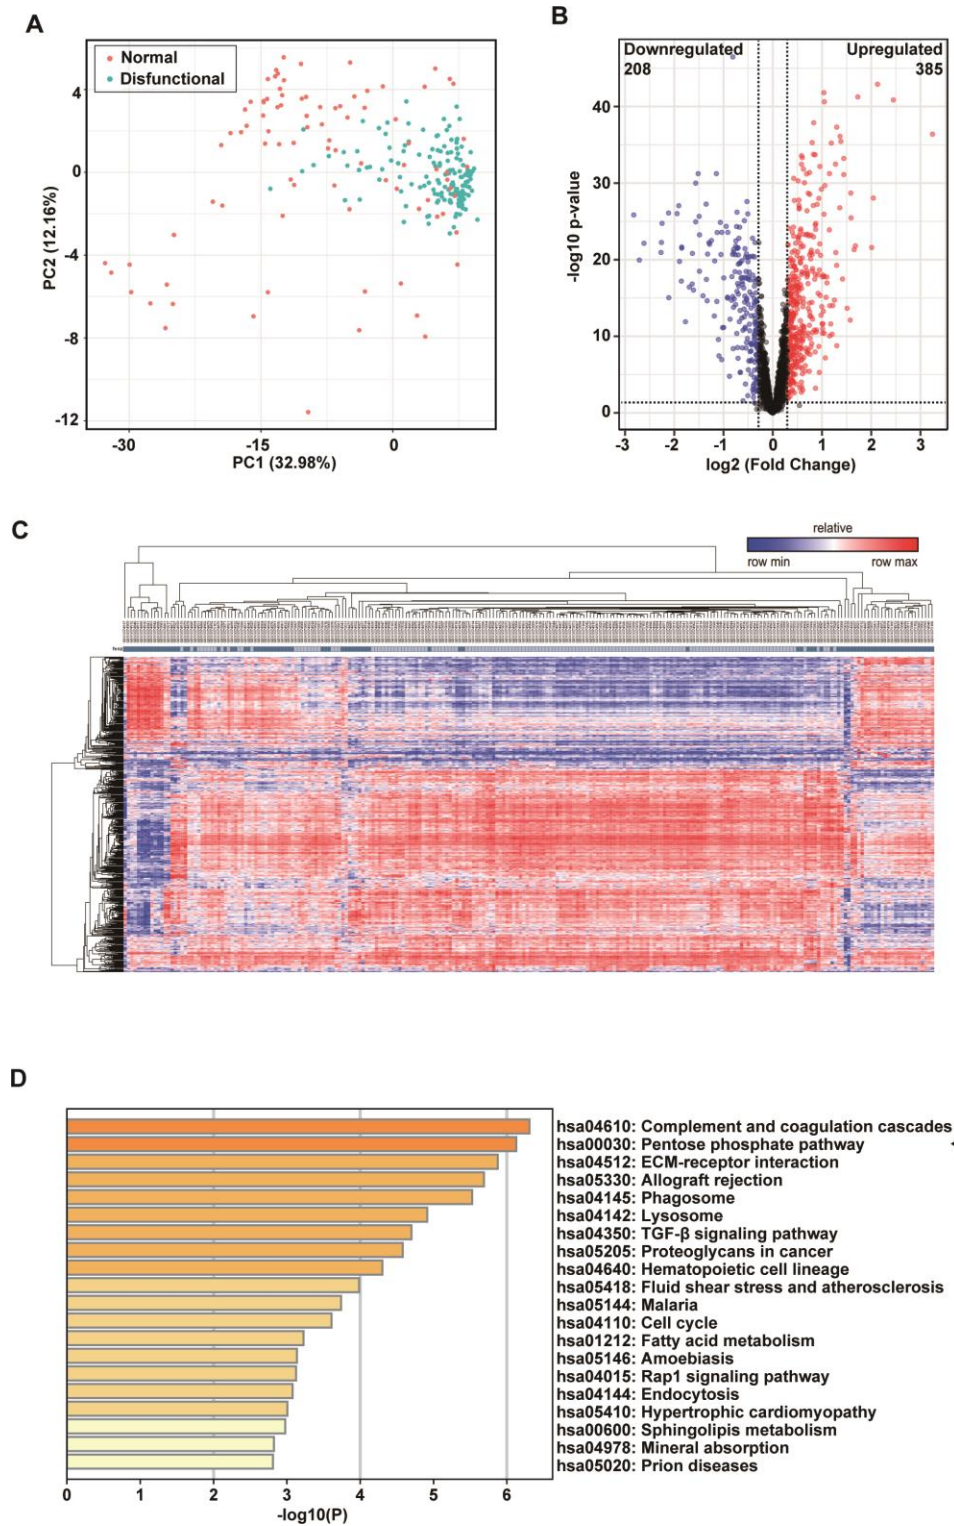 A
Normal
Disfunctional
4
0
-4
-8
-12
PC2 (12.16%)
-30
-15
0
PC1 (32.98%)
B
Downregulated
208
Upregulated
385
40
30
20
10
0
-log10 p-value
-3
-2
-1
0
1
2
3
log2 (Fold Change)
C
relative
row min
row max
D
hsa04610: Complement and coagulation cascades
hsa00030: Pentose phosphate pathway
hsa04512: ECM-receptor interaction
hsa05330: Allograft rejection
hsa04145: Phagosome
hsa04142: Lysosome
hsa04350: TGF-β signaling pathway
hsa05205: Proteoglycans in cancer
hsa04640: Hematopoietic cell lineage
hsa05418: Fluid shear stress and atherosclerosis
hsa05144: Malaria
hsa04110: Cell cycle
hsa01212: Fatty acid metabolism
hsa05146: Amoebiasis
hsa04015: Rap1 signaling pathway
hsa04144: Endocytosis
hsa05410: Hypertrophic cardiomyopathy
hsa00600: Sphingolipis metabolism
hsa04978: Mineral absorption
hsa05020: Prion diseases
0
1
2
3
4
5
6
-log10(P)